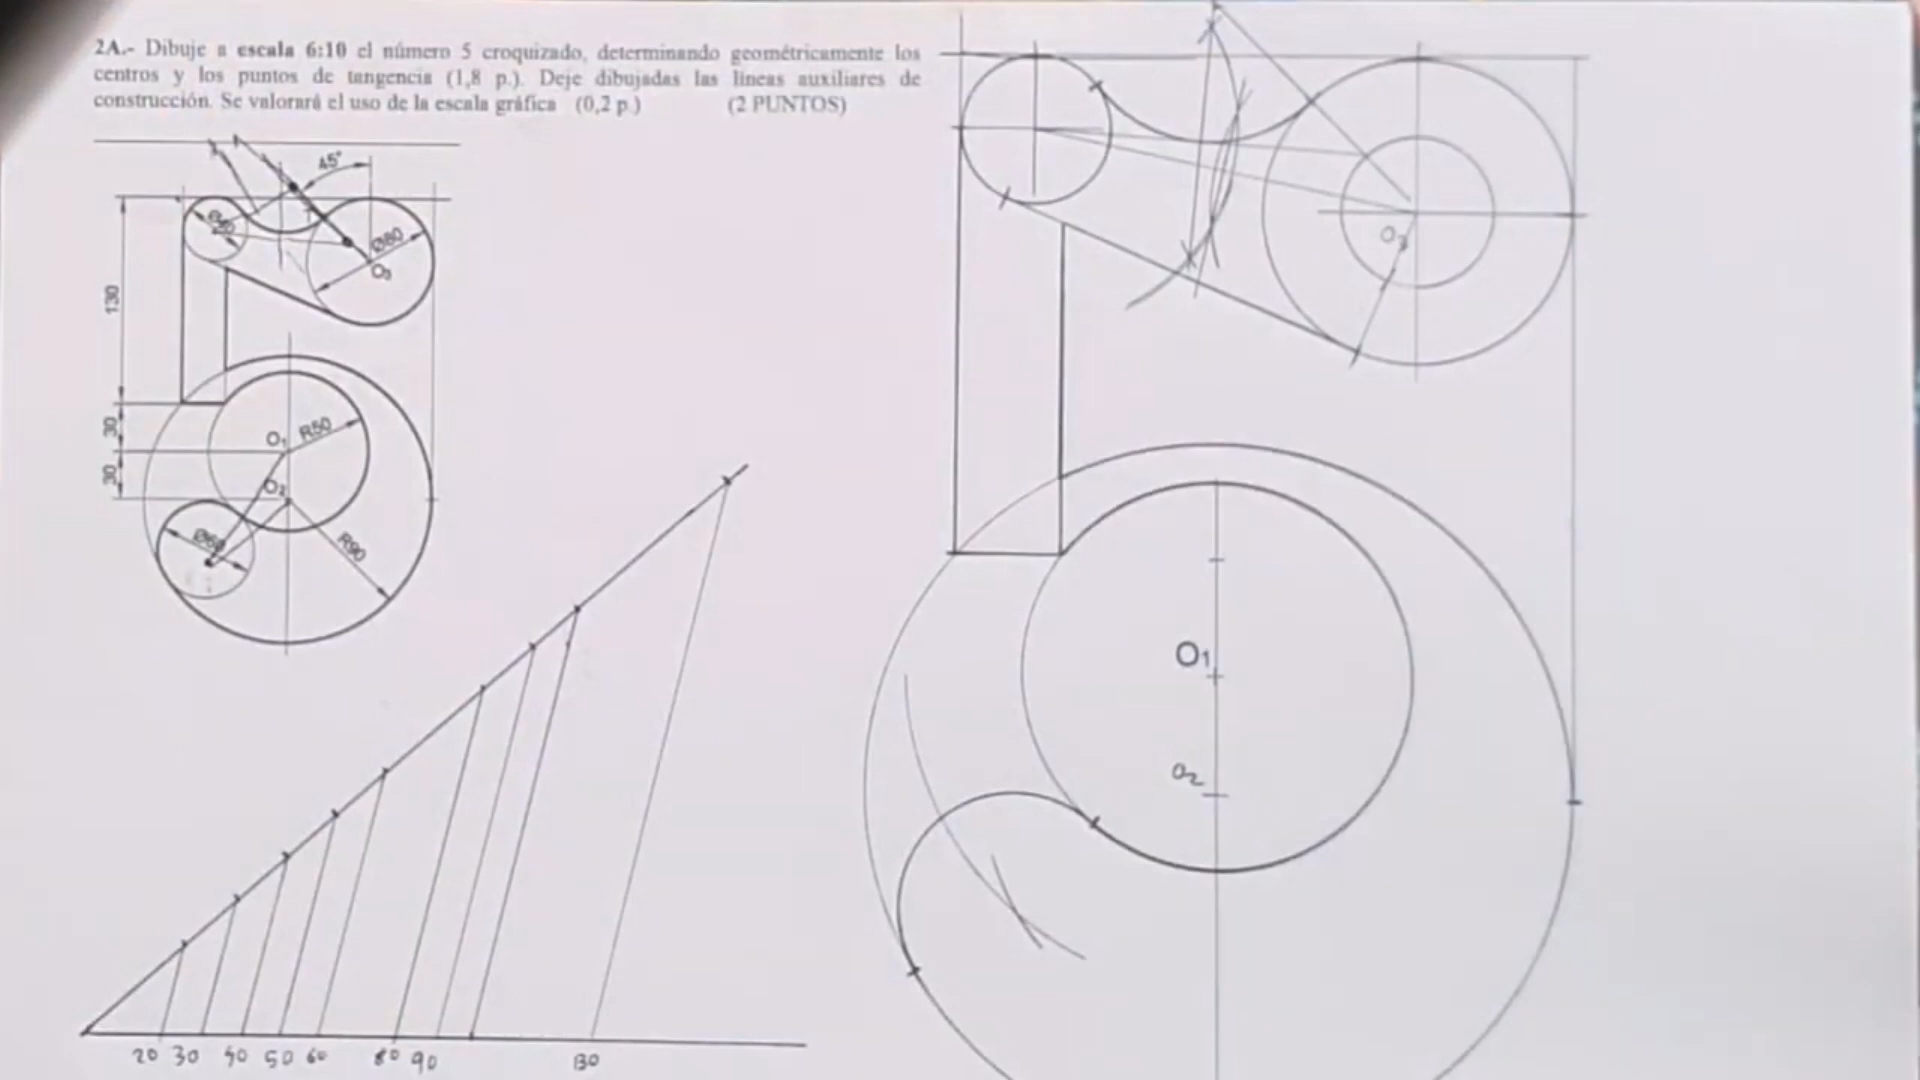 2A.- Dibuje a escala 6:10 el número 5 croquizado, determinando geométricamente los
centros y los puntos de tangencia (1,8 p.). Deje dibujadas las líneas auxiliares de
construcción. Se valorará el uso de la escala gráfica (0,2 p.) (2 PUNTOS)
45°
Ø80
O3
130
30
O1 R50
30
O2
Ø60
R90
20 30 40 50 60 80 90 130
O3
O1
O2